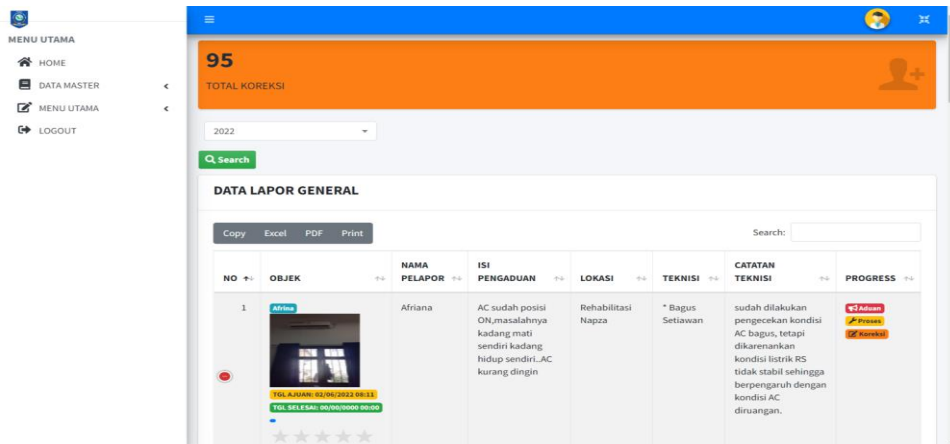 MENU UTAMA
HOME
DATA MASTER
MENU UTAMA
LOGOUT
95
TOTAL KOREKSI
2022
Search
DATA LAPOR GENERAL
Copy Excel PDF Print
Search:
NO OBJEK NAMA PELAPOR ISI PENGADUAN LOKASI TEKNISI CATATAN TEKNISI PROGRESS
1
Afrina
TGL AJUAN: 02/06/2022 08:11
TGL SELESAI: 00/00/0000 00:00
Afriana
AC sudah posisi
ON,masalahnya
kadang mati
sendiri kadang
hidup sendiri..AC
kurang dingin
Rehabilitasi
Napza
* Bagus
Setiawan
sudah dilakukan
pengecekan kondisi
AC bagus, tetapi
dikarenankan
kondisi listrik RS
tidak stabil sehingga
berpengaruh dengan
kondisi AC
diruangan.
Aduan
Proses
Koreksi